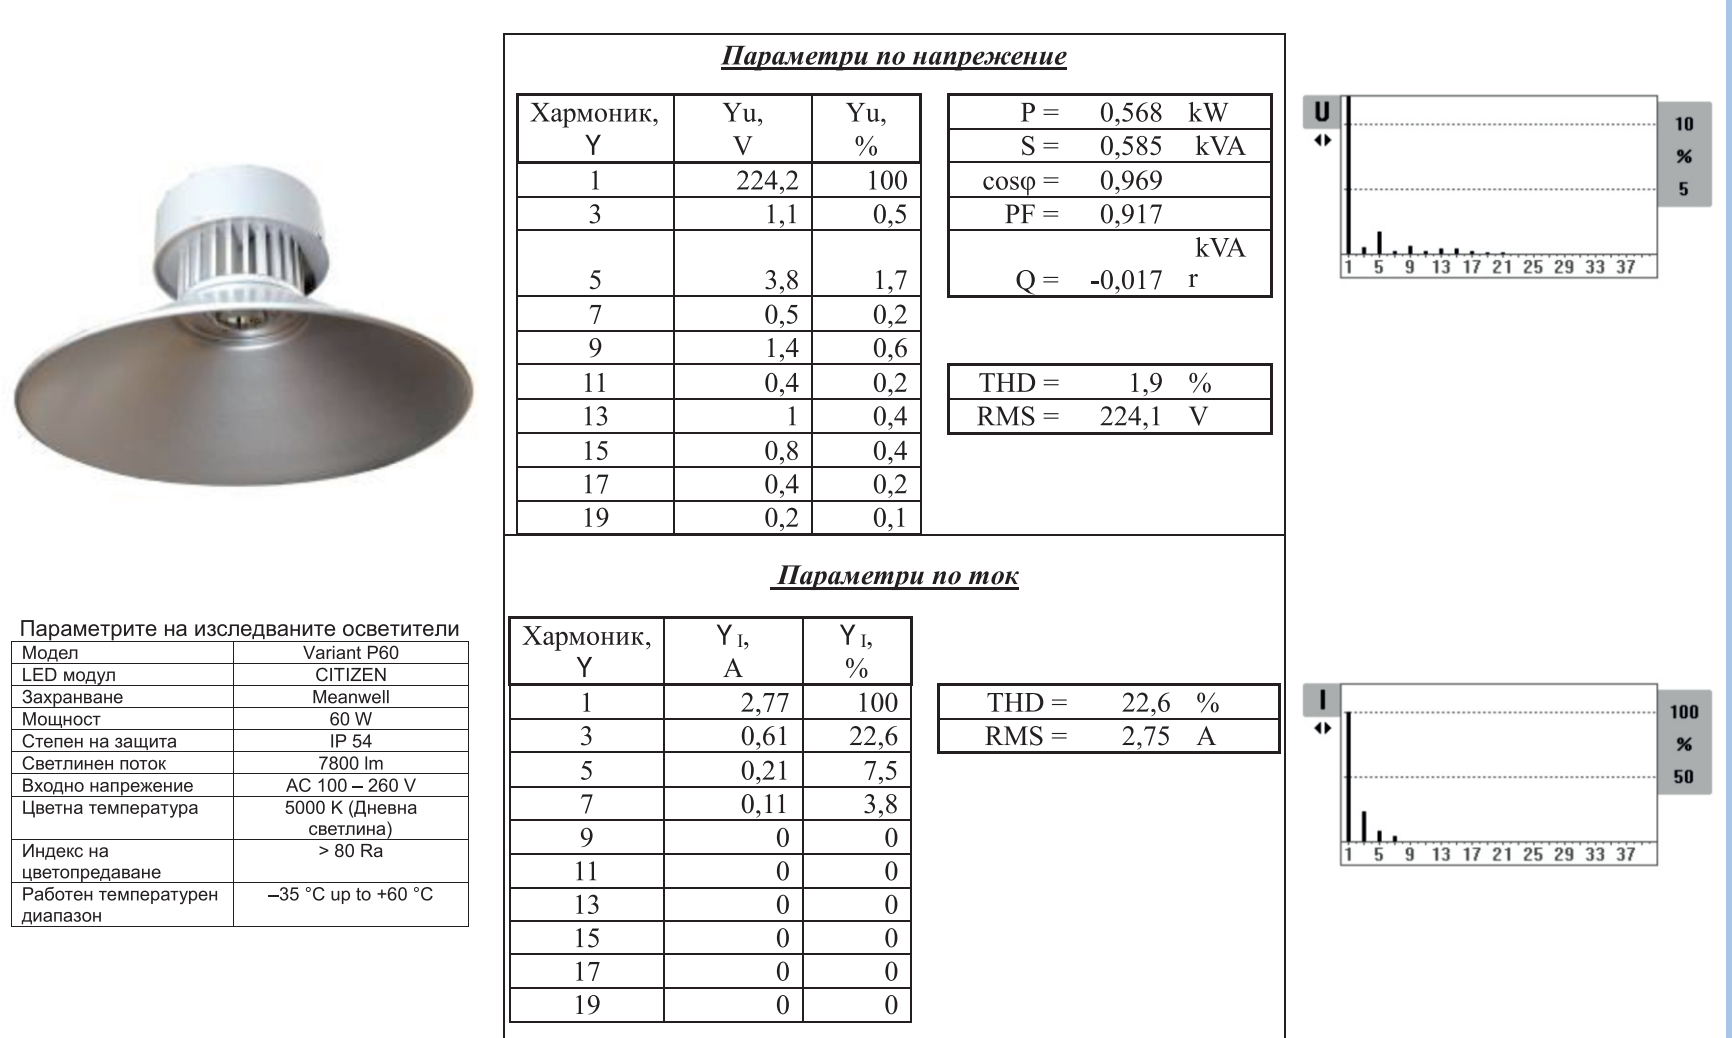 Параметри по напрежение
Хармоник, Yu, Yu,
Y V %
1 224,2 100
3 1,1 0,5
5 3,8 1,7
7 0,5 0,2
9 1,4 0,6
11 0,4 0,2
13 1 0,4
15 0,8 0,4
17 0,4 0,2
19 0,2 0,1
P = 0,568 kW
S = 0,585 kVA
cosφ = 0,969
PF = 0,917
kVA
Q = -0,017 r
THD = 1,9 %
RMS = 224,1 V
U
10
%
5
1 5 9 13 17 21 25 29 33 37
Параметри по ток
Хармоник, Y I, Y I,
Y A %
1 2,77 100
3 0,61 22,6
5 0,21 7,5
7 0,11 3,8
9 0 0
11 0 0
13 0 0
15 0 0
17 0 0
19 0 0
THD = 22,6 %
RMS = 2,75 A
I
100
%
50
1 5 9 13 17 21 25 29 33 37
Параметрите на изследваните осветители
Модел Variant P60
LED модул CITIZEN
Захранване Meanwell
Мощност 60 W
Степен на защита IP 54
Светлинен поток 7800 lm
Входно напрежение AC 100 – 260 V
Цветна температура 5000 K (Дневна
светлина)
Индекс на > 80 Ra
цветопредаване
Работен температурен –35 °C up to +60 °C
диапазон